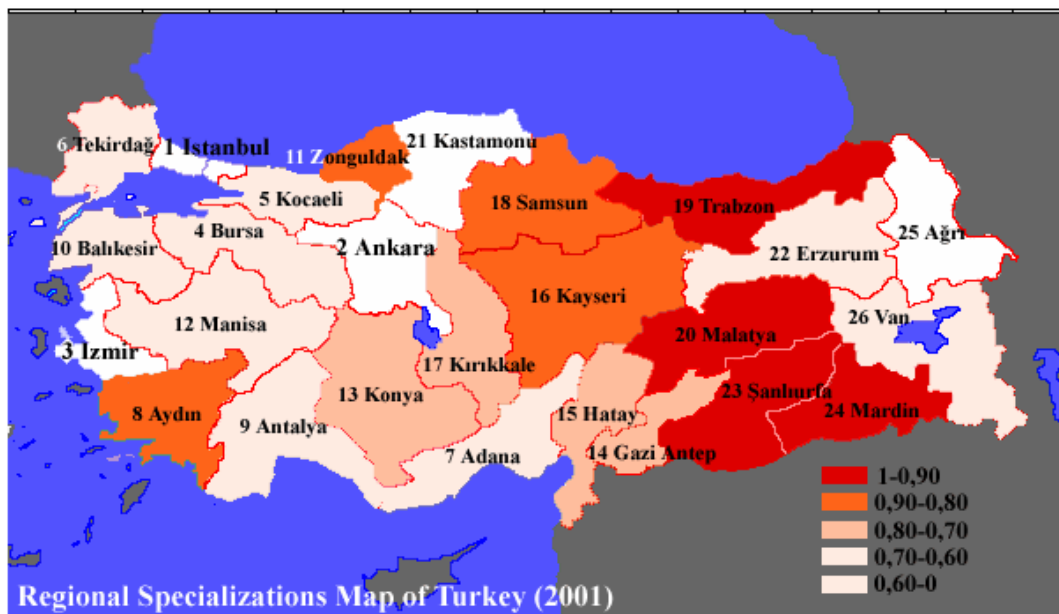 21 Kastamonu
6 Tekirdağ
1 Istanbul
11 Zonguldak
5 Kocaeli
18 Samsun
19 Trabzon
4 Bursa
25 Ağrı
10 Balıkesir
2 Ankara
22 Erzurum
16 Kayseri
12 Manisa
26 Van
20 Malatya
3 Izmir
17 Kırıkkale
13 Konya
23 Şanlıurfa
8 Aydın
15 Hatay
24 Mardin
9 Antalya
7 Adana
14 Gazi Antep
1-0,90
0,90-0,80
0,80-0,70
0,70-0,60
0,60-0
Regional Specializations Map of Turkey (2001)